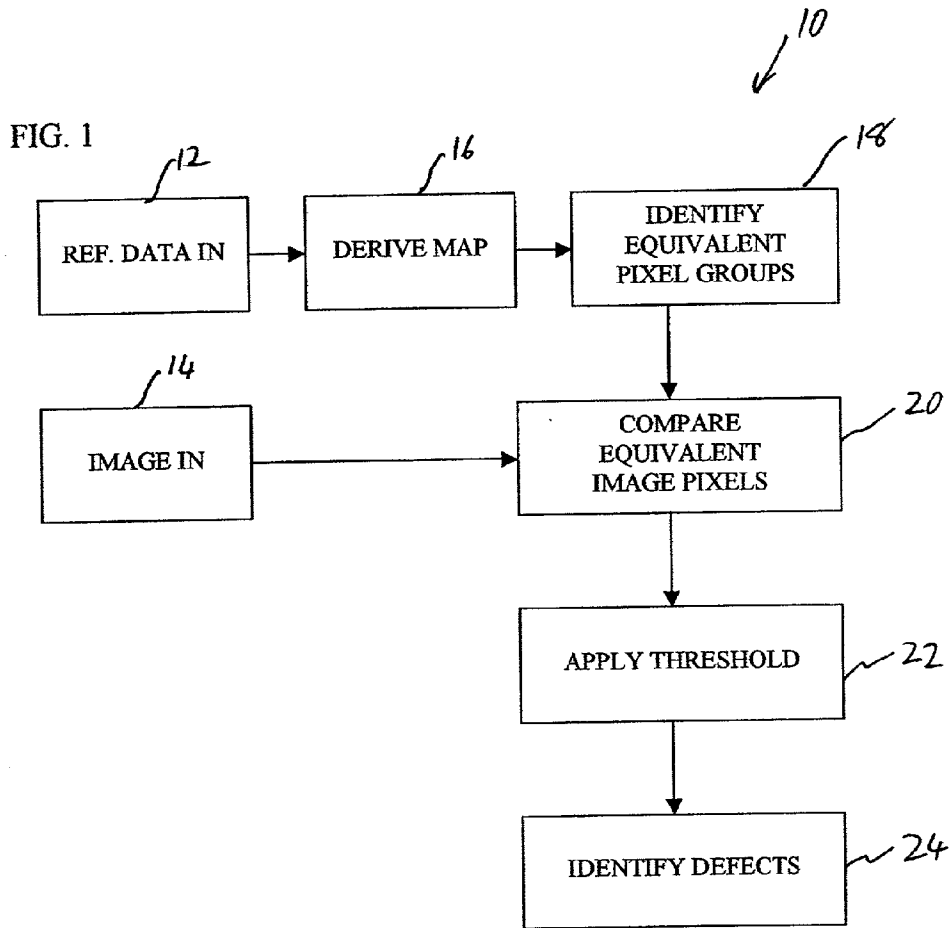 10
FIG. 1
12
16
18
REF. DATA IN
DERIVE MAP
IDENTIFY
EQUIVALENT
PIXEL GROUPS
14
IMAGE IN
COMPARE
EQUIVALENT
IMAGE PIXELS
20
APPLY THRESHOLD
22
IDENTIFY DEFECTS
24